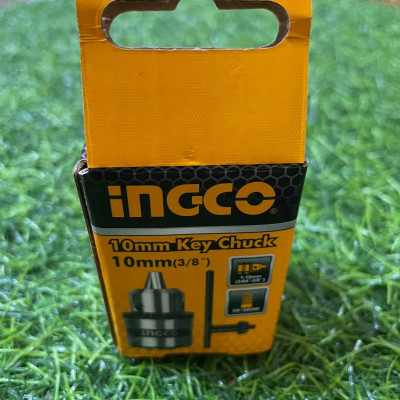 INGCO®
10mm Key Chuck
10mm(3/8")
INGCO